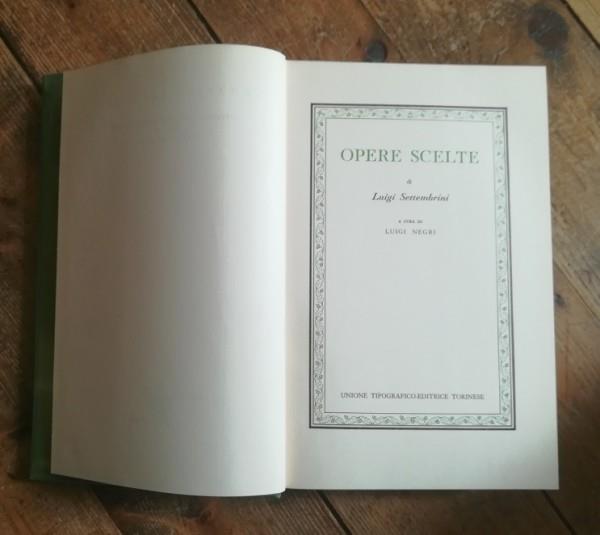 OPERE SCELTE
di
Luigi Settembrini
A CURA DI
LUIGI NEGRI
UNIONE TIPOGRAFICO-EDITRICE TORINESE